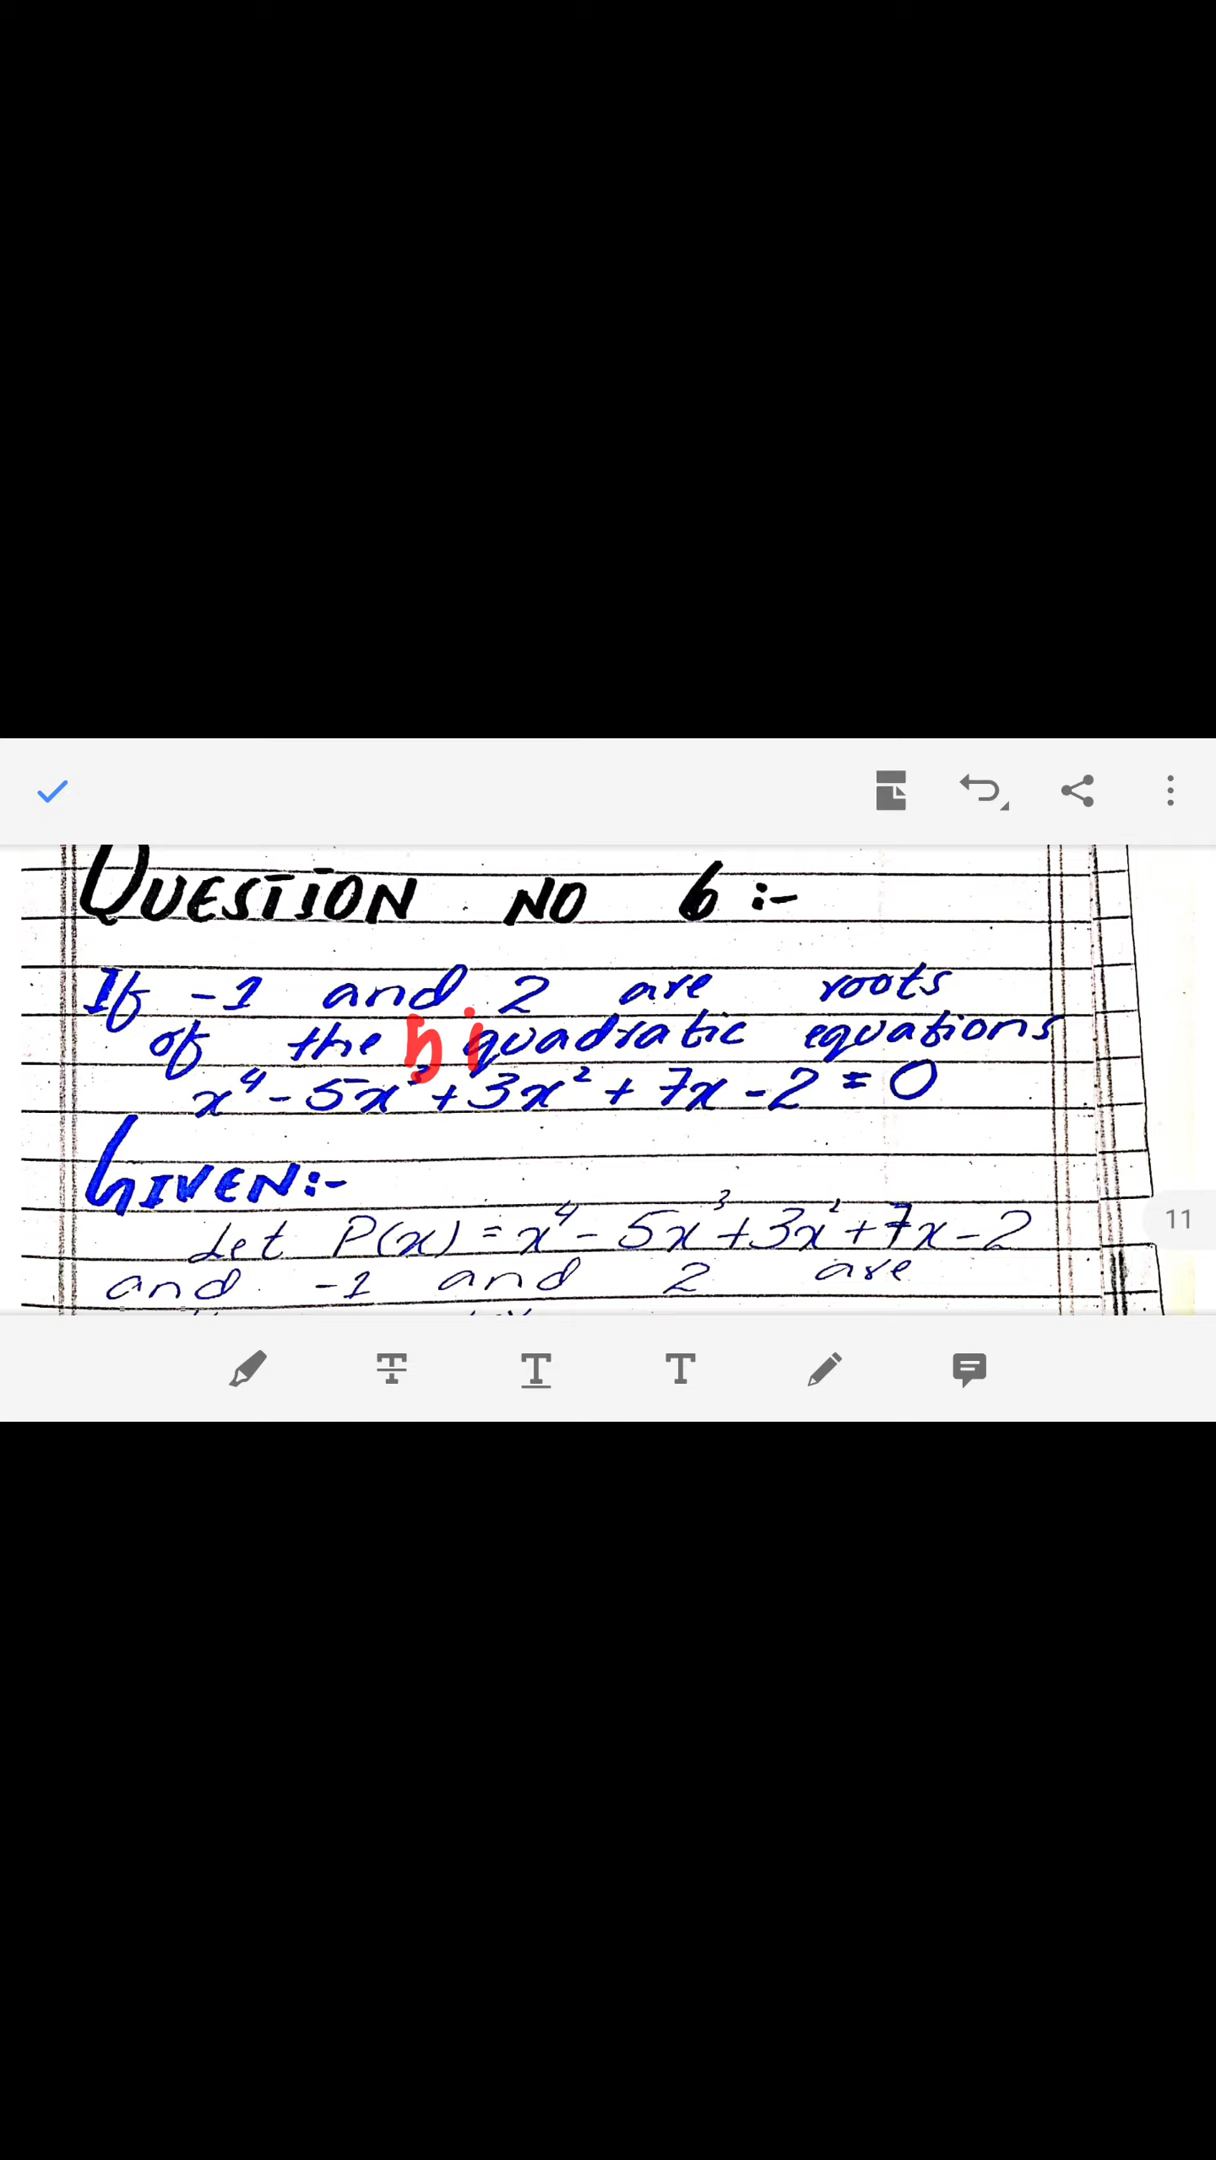 QUESTION NO 6:-
If -1 and 2 are roots
of the bi quadratic equations
x⁴ - 5x³ + 3x² + 7x - 2 = 0
GIVEN:-
Let P(x) = x⁴ - 5x³ + 3x² + 7x - 2
11
and -1 and 2 are